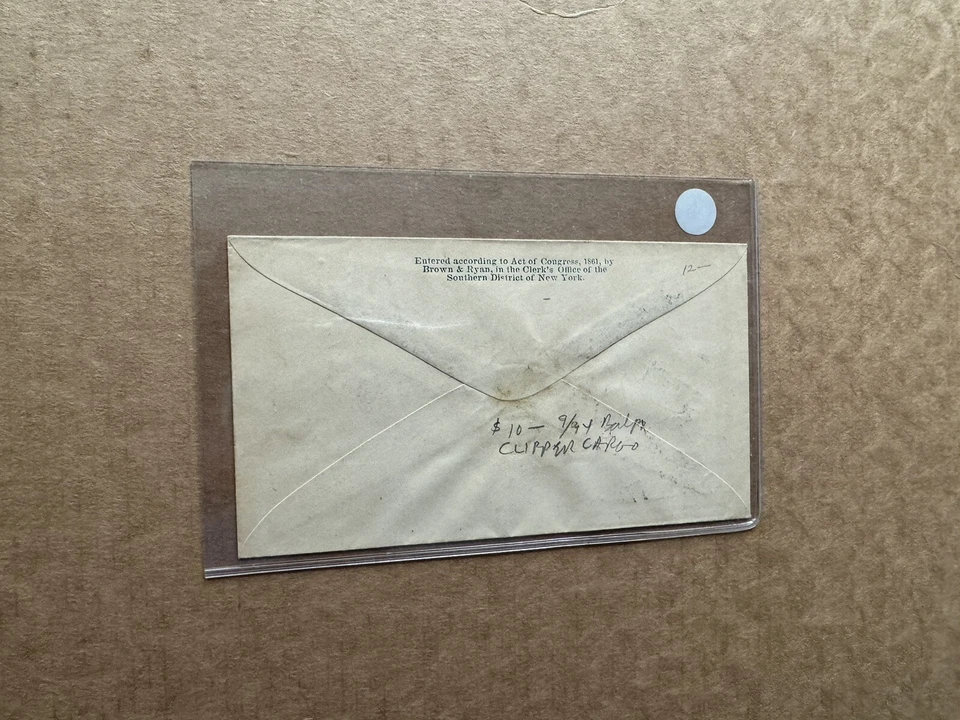 Entered according to Act of Congress, 1861, by
Brown & Ryan, in the Clerk's Office of the
Southern District of New York.
12—
$10— 9/94
CLIPPER CARGO